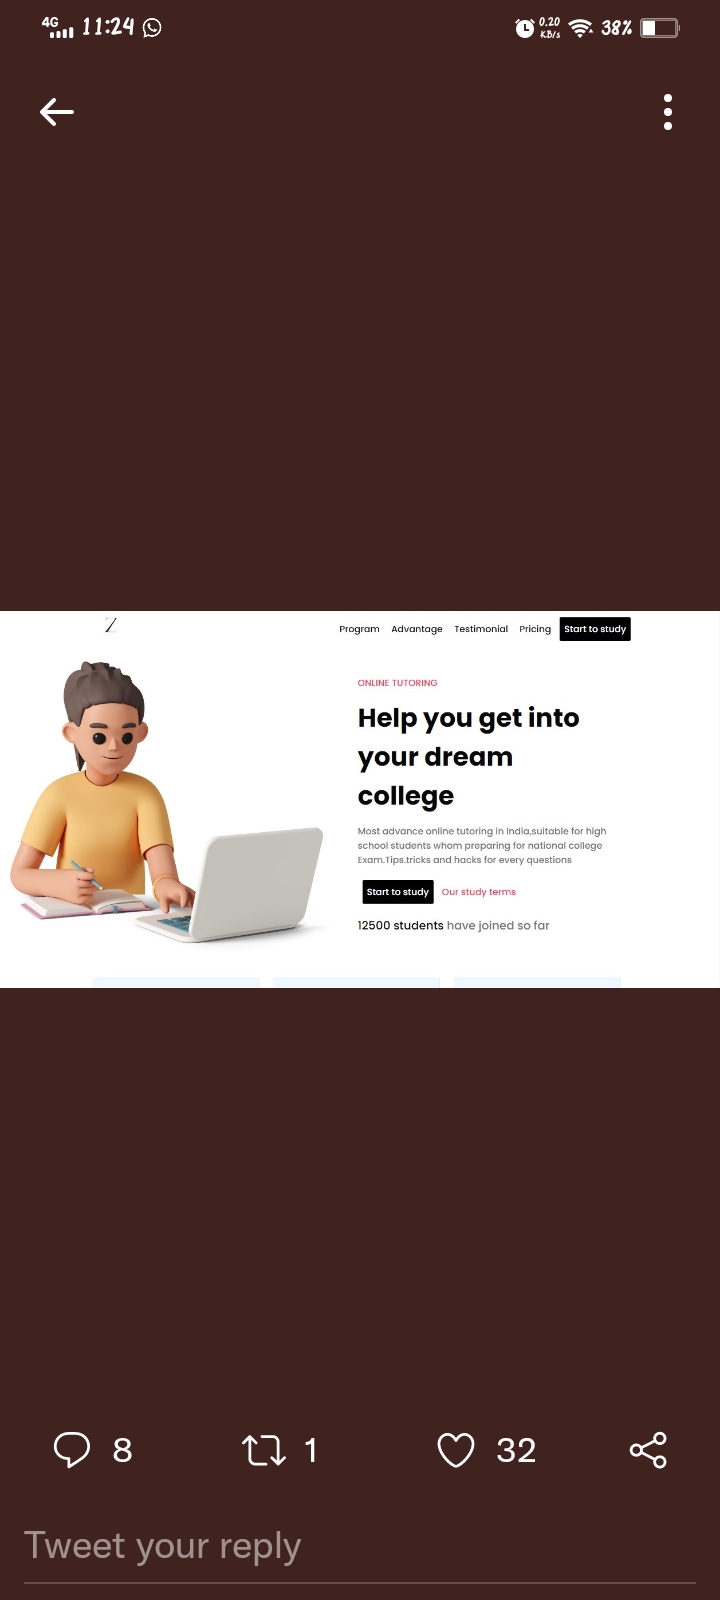 4G 11:24 0.20 KB/s 38%
Z
Program Advantage Testimonial Pricing Start to study
ONLINE TUTORING
Help you get into
your dream
college
Most advance online tutoring in India,suitable for high
school students whom preparing for national college
Exam.Tips.tricks and hacks for every questions
Start to study Our study terms
12500 students have joined so far
8 1 32
Tweet your reply